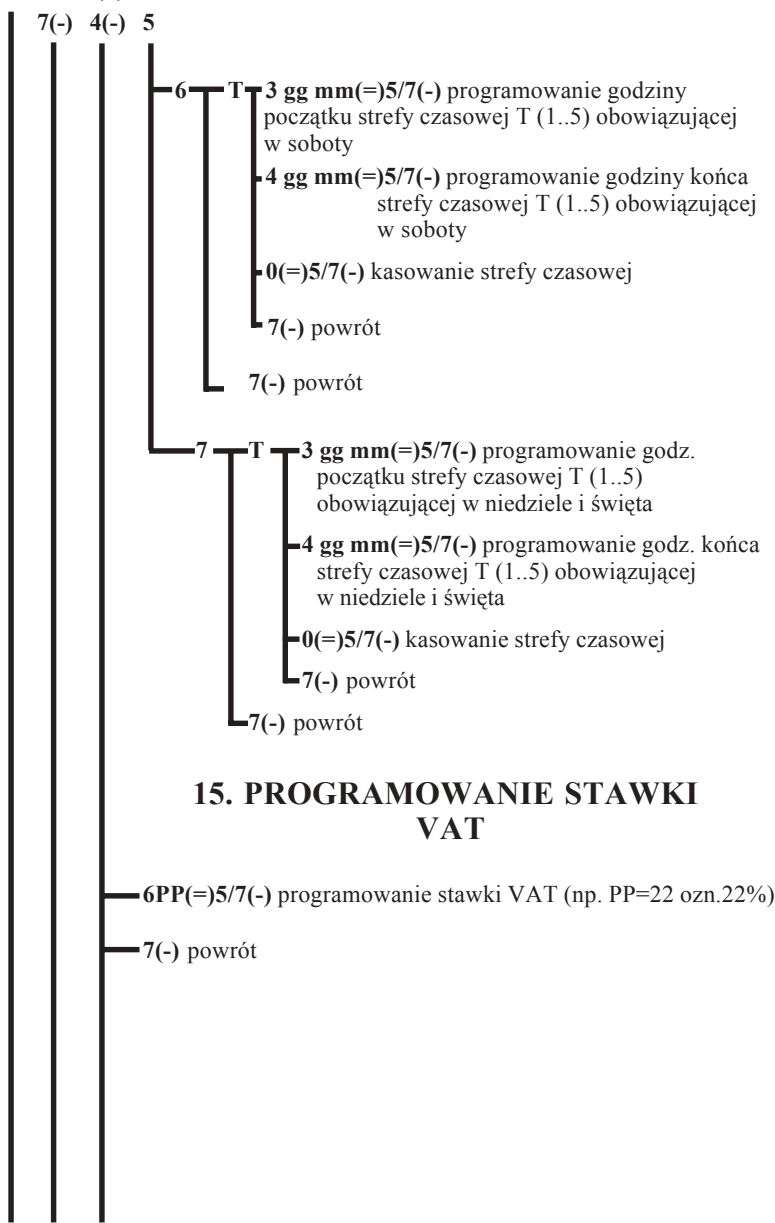 7(-) 4(-) 5
6 T 3 gg mm(=)5/7(-) programowanie godziny
początku strefy czasowej T (1..5) obowiązującej
w soboty
4 gg mm(=)5/7(-) programowanie godziny końca
strefy czasowej T (1..5) obowiązującej
w soboty
0(=)5/7(-) kasowanie strefy czasowej
7(-) powrót
7(-) powrót
7 T 3 gg mm(=)5/7(-) programowanie godz.
początku strefy czasowej T (1..5)
obowiązującej w niedziele i święta
4 gg mm(=)5/7(-) programowanie godz. końca
strefy czasowej T (1..5) obowiązującej
w niedziele i święta
0(=)5/7(-) kasowanie strefy czasowej
7(-) powrót
7(-) powrót
15. PROGRAMOWANIE STAWKI
VAT
6PP(=)5/7(-) programowanie stawki VAT (np. PP=22 ozn.22%)
7(-) powrót